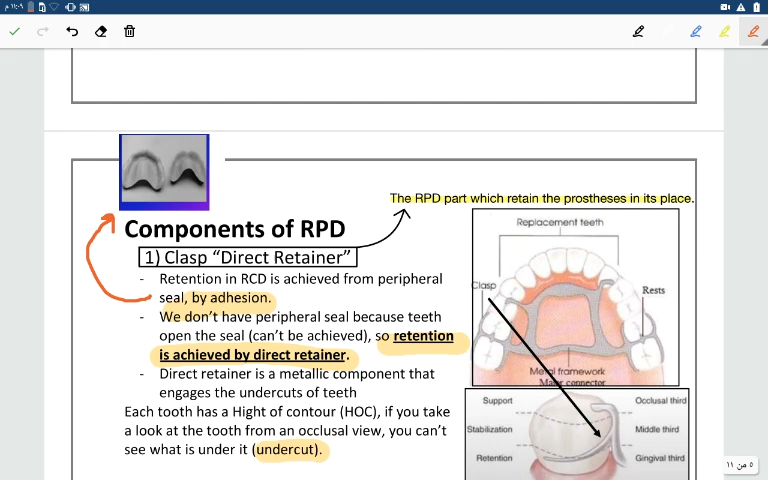 ١١:٠٩ م
The RPD part which retain the prostheses in its place.
Components of RPD
1) Clasp “Direct Retainer”
- Retention in RCD is achieved from peripheral
seal, by adhesion.
- We don’t have peripheral seal because teeth
open the seal (can’t be achieved), so retention
is achieved by direct retainer.
- Direct retainer is a metallic component that
engages the undercuts of teeth
Each tooth has a Hight of contour (HOC), if you take
a look at the tooth from an occlusal view, you can’t
see what is under it (undercut).
Replacement teeth
Clasp
Rests
Metal framework
Major connector
Support
Occlusal third
Stabilization
Middle third
Retention
Gingival third
٥ من ١١